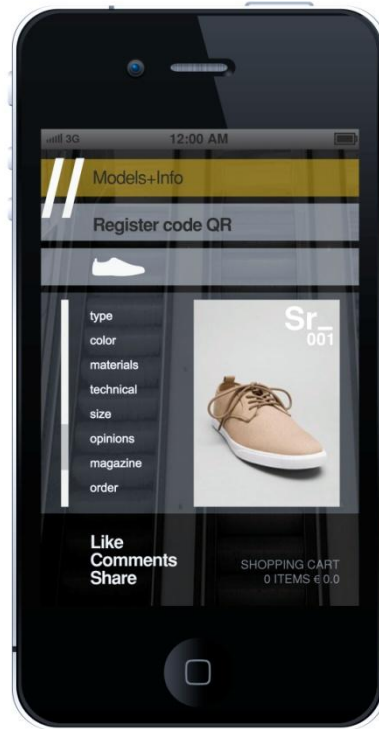 3G 12:00 AM
Models+Info
Register code QR
type
color
materials
technical
size
opinions
magazine
order
Sr_
001
Like
Comments
Share
SHOPPING CART
0 ITEMS € 0.0